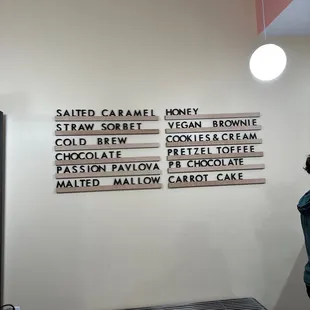 SALTED CARAMEL
STRAW SORBET
COLD BREW
CHOCOLATE
PASSION PAVLOVA
MALTED MALLOW
HONEY
VEGAN BROWNIE
COOKIES & CREAM
PRETZEL TOFFEE
PB CHOCOLATE
CARROT CAKE